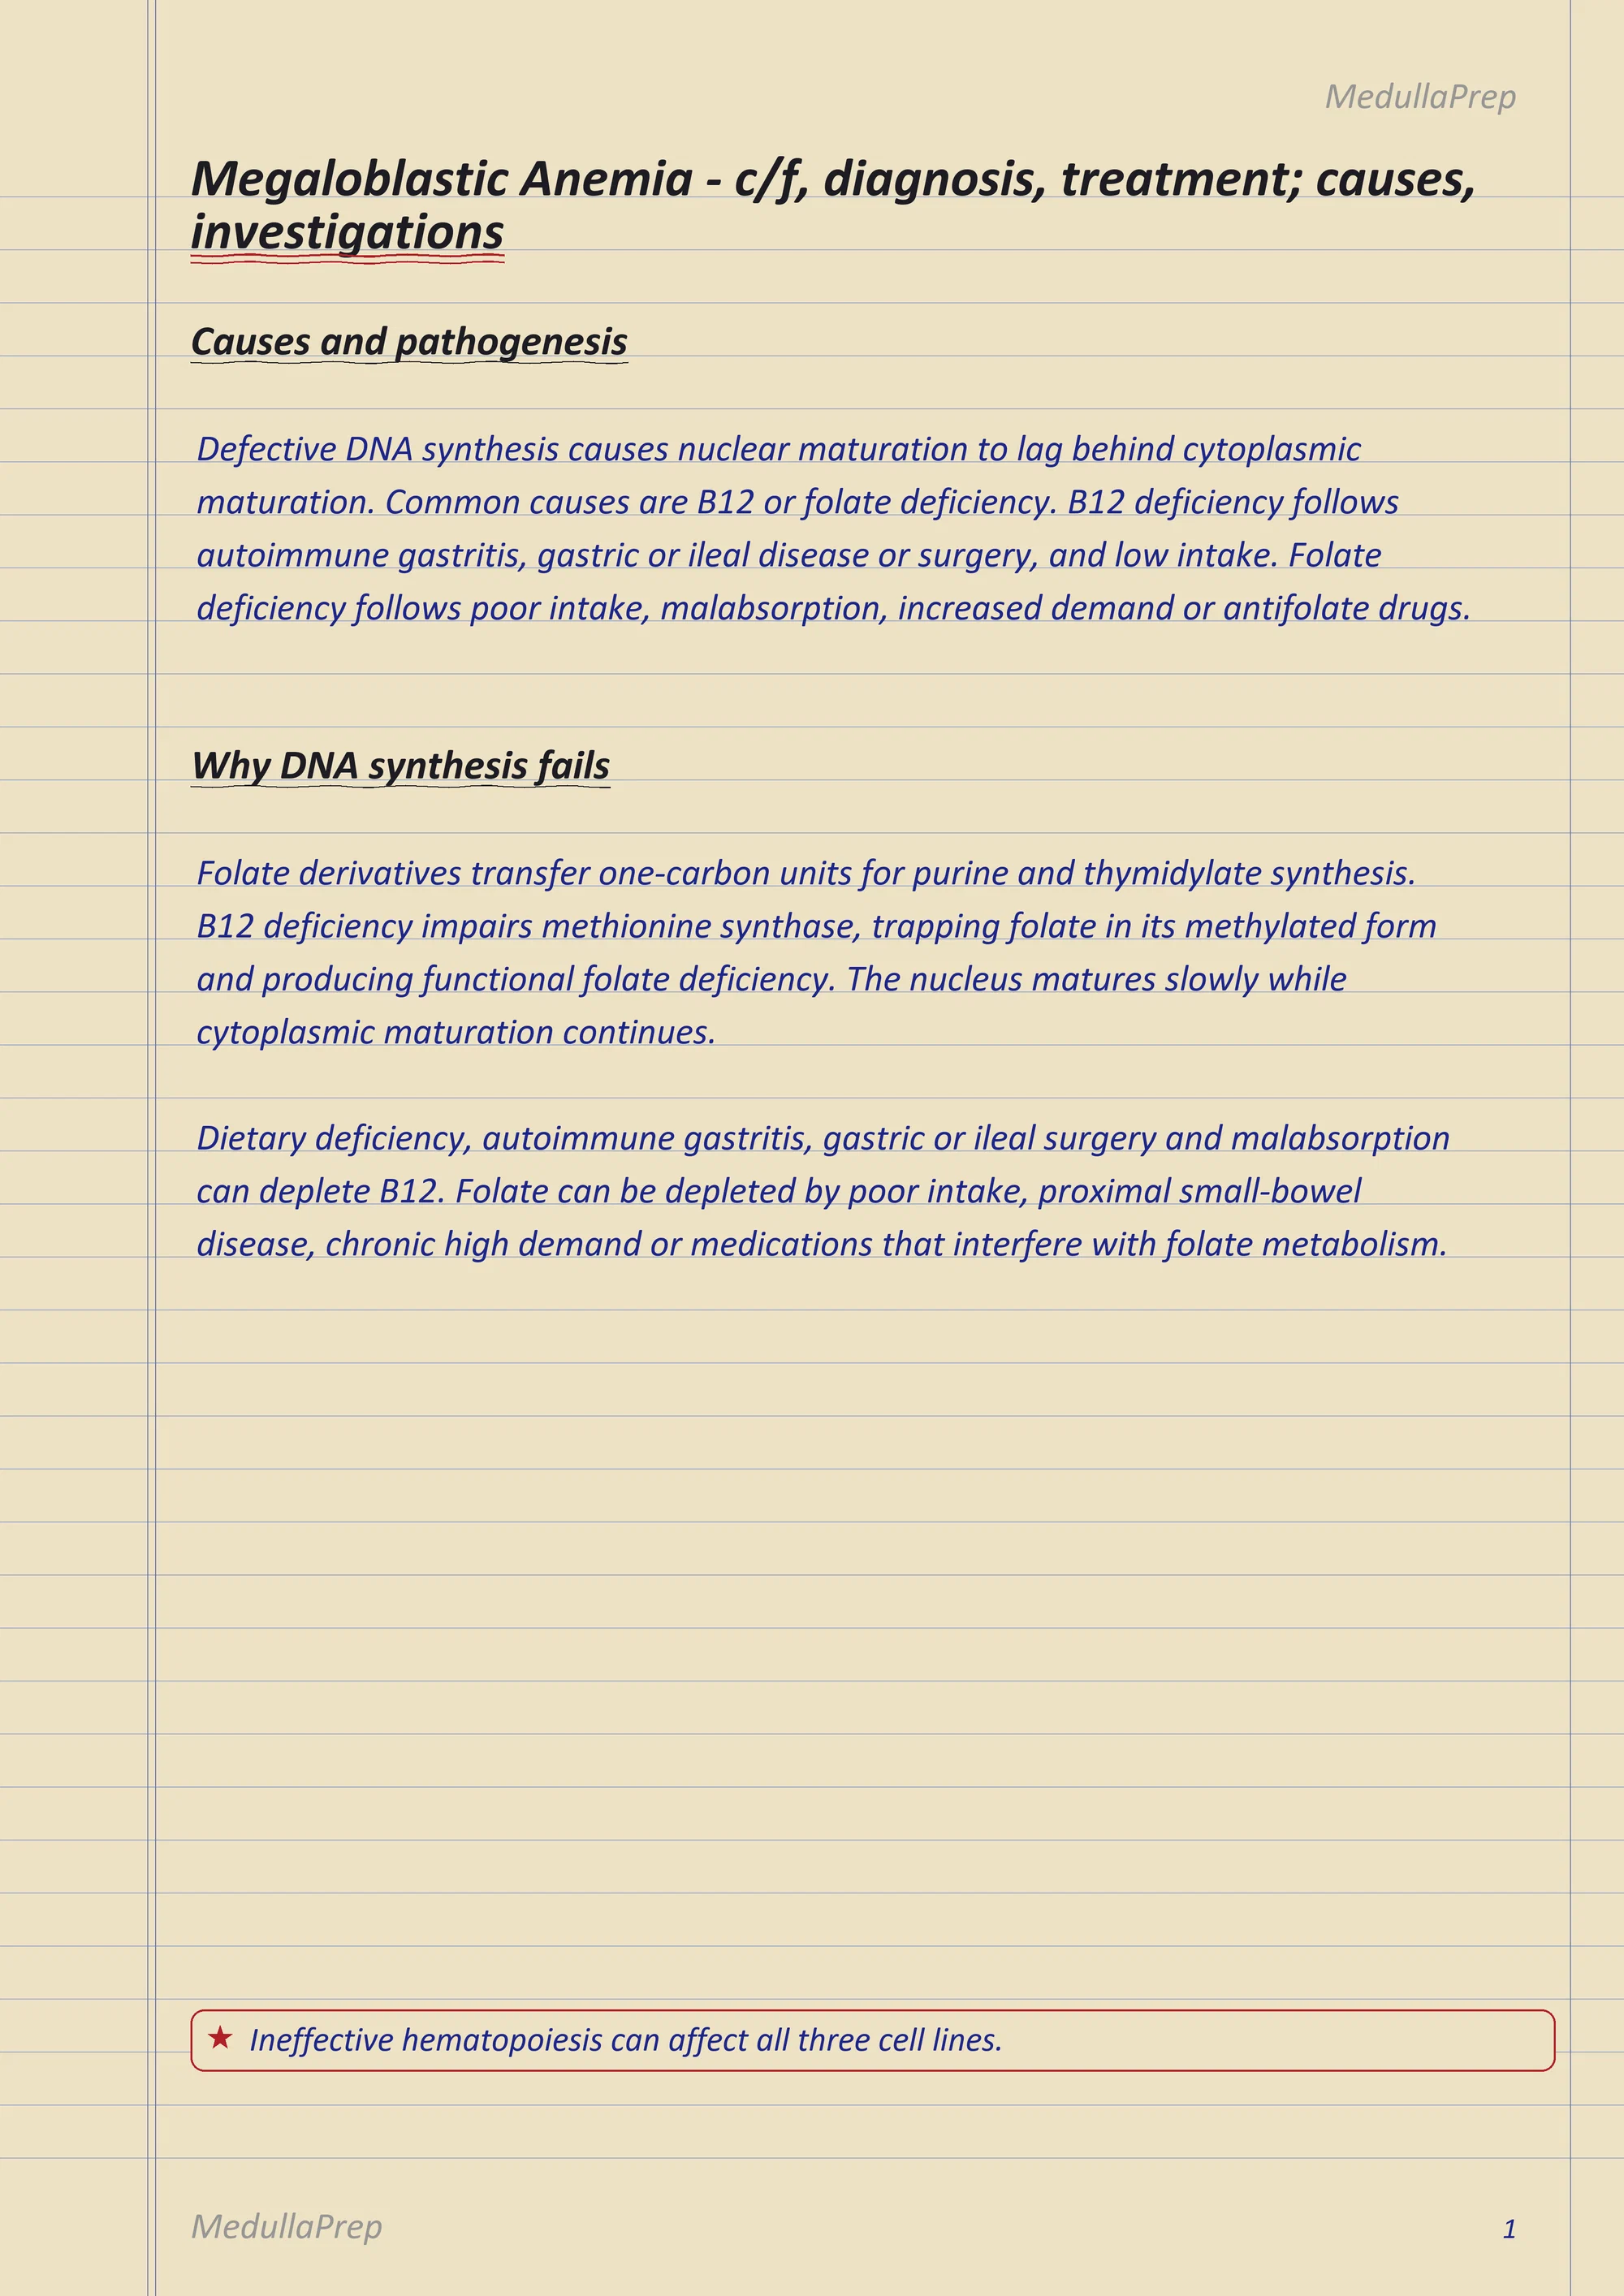 MedullaPrep
Megaloblastic Anemia - c/f, diagnosis, treatment; causes,
investigations
Causes and pathogenesis
Defective DNA synthesis causes nuclear maturation to lag behind cytoplasmic
maturation. Common causes are B12 or folate deficiency. B12 deficiency follows
autoimmune gastritis, gastric or ileal disease or surgery, and low intake. Folate
deficiency follows poor intake, malabsorption, increased demand or antifolate drugs.
Why DNA synthesis fails
Folate derivatives transfer one-carbon units for purine and thymidylate synthesis.
B12 deficiency impairs methionine synthase, trapping folate in its methylated form
and producing functional folate deficiency. The nucleus matures slowly while
cytoplasmic maturation continues.
Dietary deficiency, autoimmune gastritis, gastric or ileal surgery and malabsorption
can deplete B12. Folate can be depleted by poor intake, proximal small-bowel
disease, chronic high demand or medications that interfere with folate metabolism.
★ Ineffective hematopoiesis can affect all three cell lines.
MedullaPrep
1